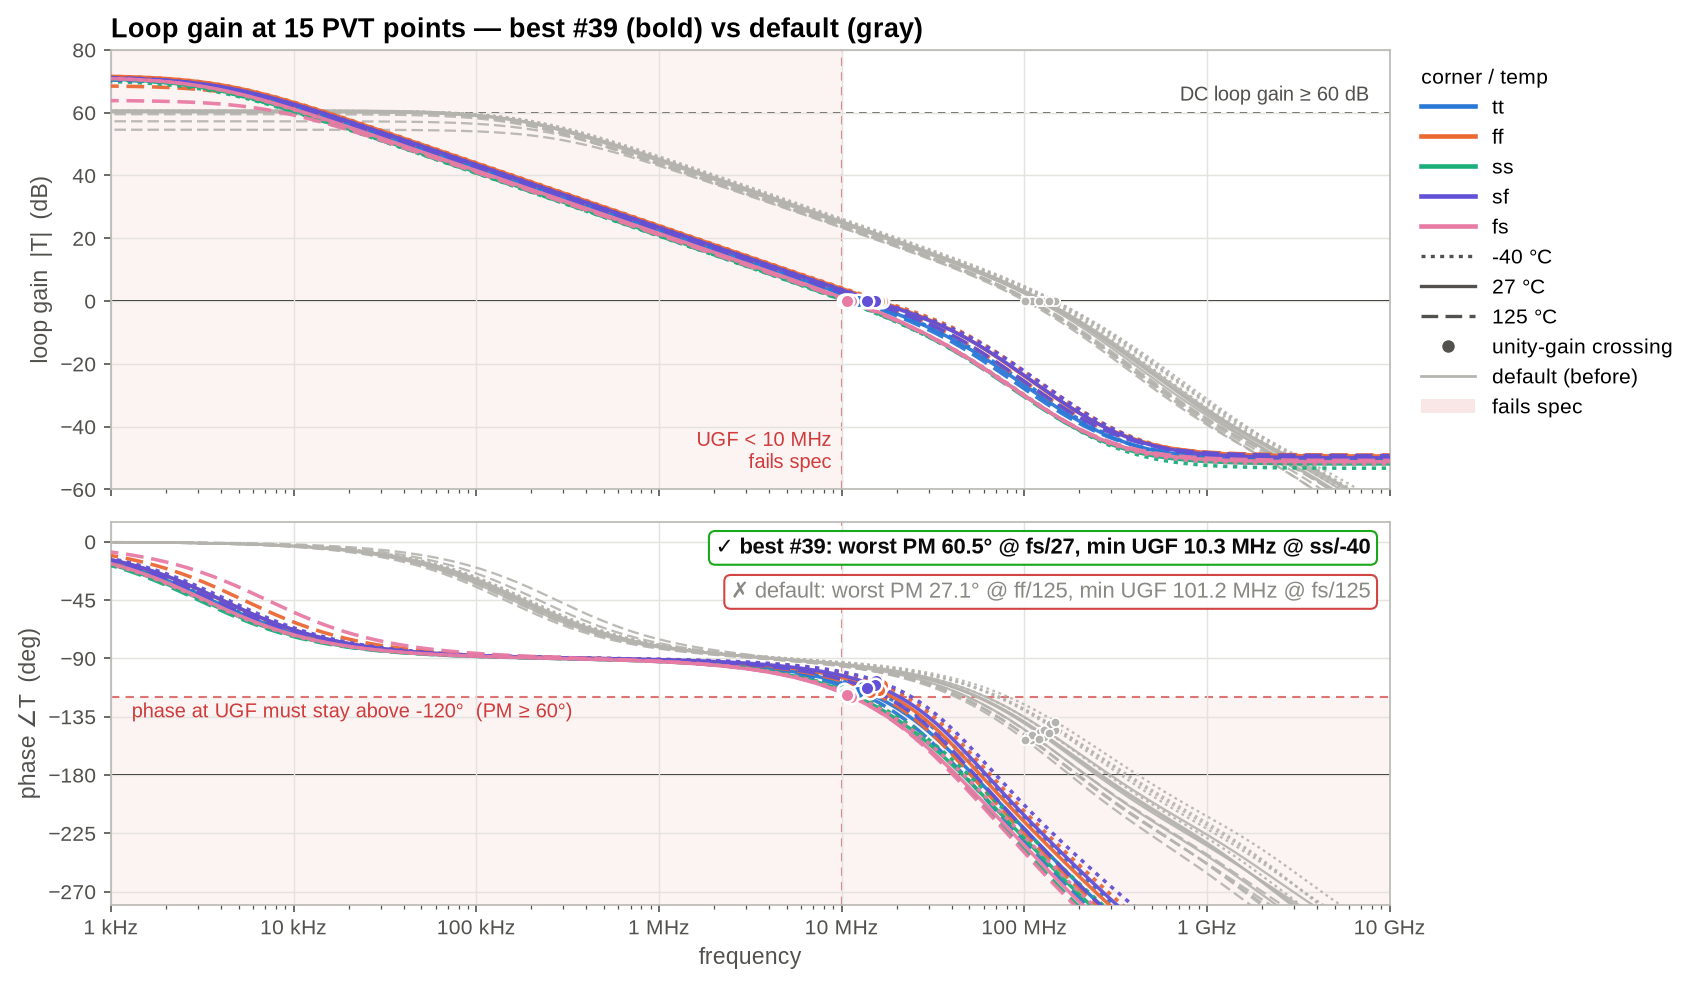 Loop gain at 15 PVT points — best #39 (bold) vs default (gray)
80
60
40
20
0
−20
−40
−60
loop gain |T| (dB)
DC loop gain ≥ 60 dB
UGF < 10 MHz
fails spec
corner / temp
tt
ff
ss
sf
fs
-40 °C
27 °C
125 °C
unity-gain crossing
default (before)
fails spec
0
−45
−90
−135
−180
−225
−270
phase ∠T (deg)
✓ best #39: worst PM 60.5° @ fs/27, min UGF 10.3 MHz @ ss/-40
✗ default: worst PM 27.1° @ ff/125, min UGF 101.2 MHz @ fs/125
phase at UGF must stay above -120° (PM ≥ 60°)
1 kHz
10 kHz
100 kHz
1 MHz
10 MHz
100 MHz
1 GHz
10 GHz
frequency